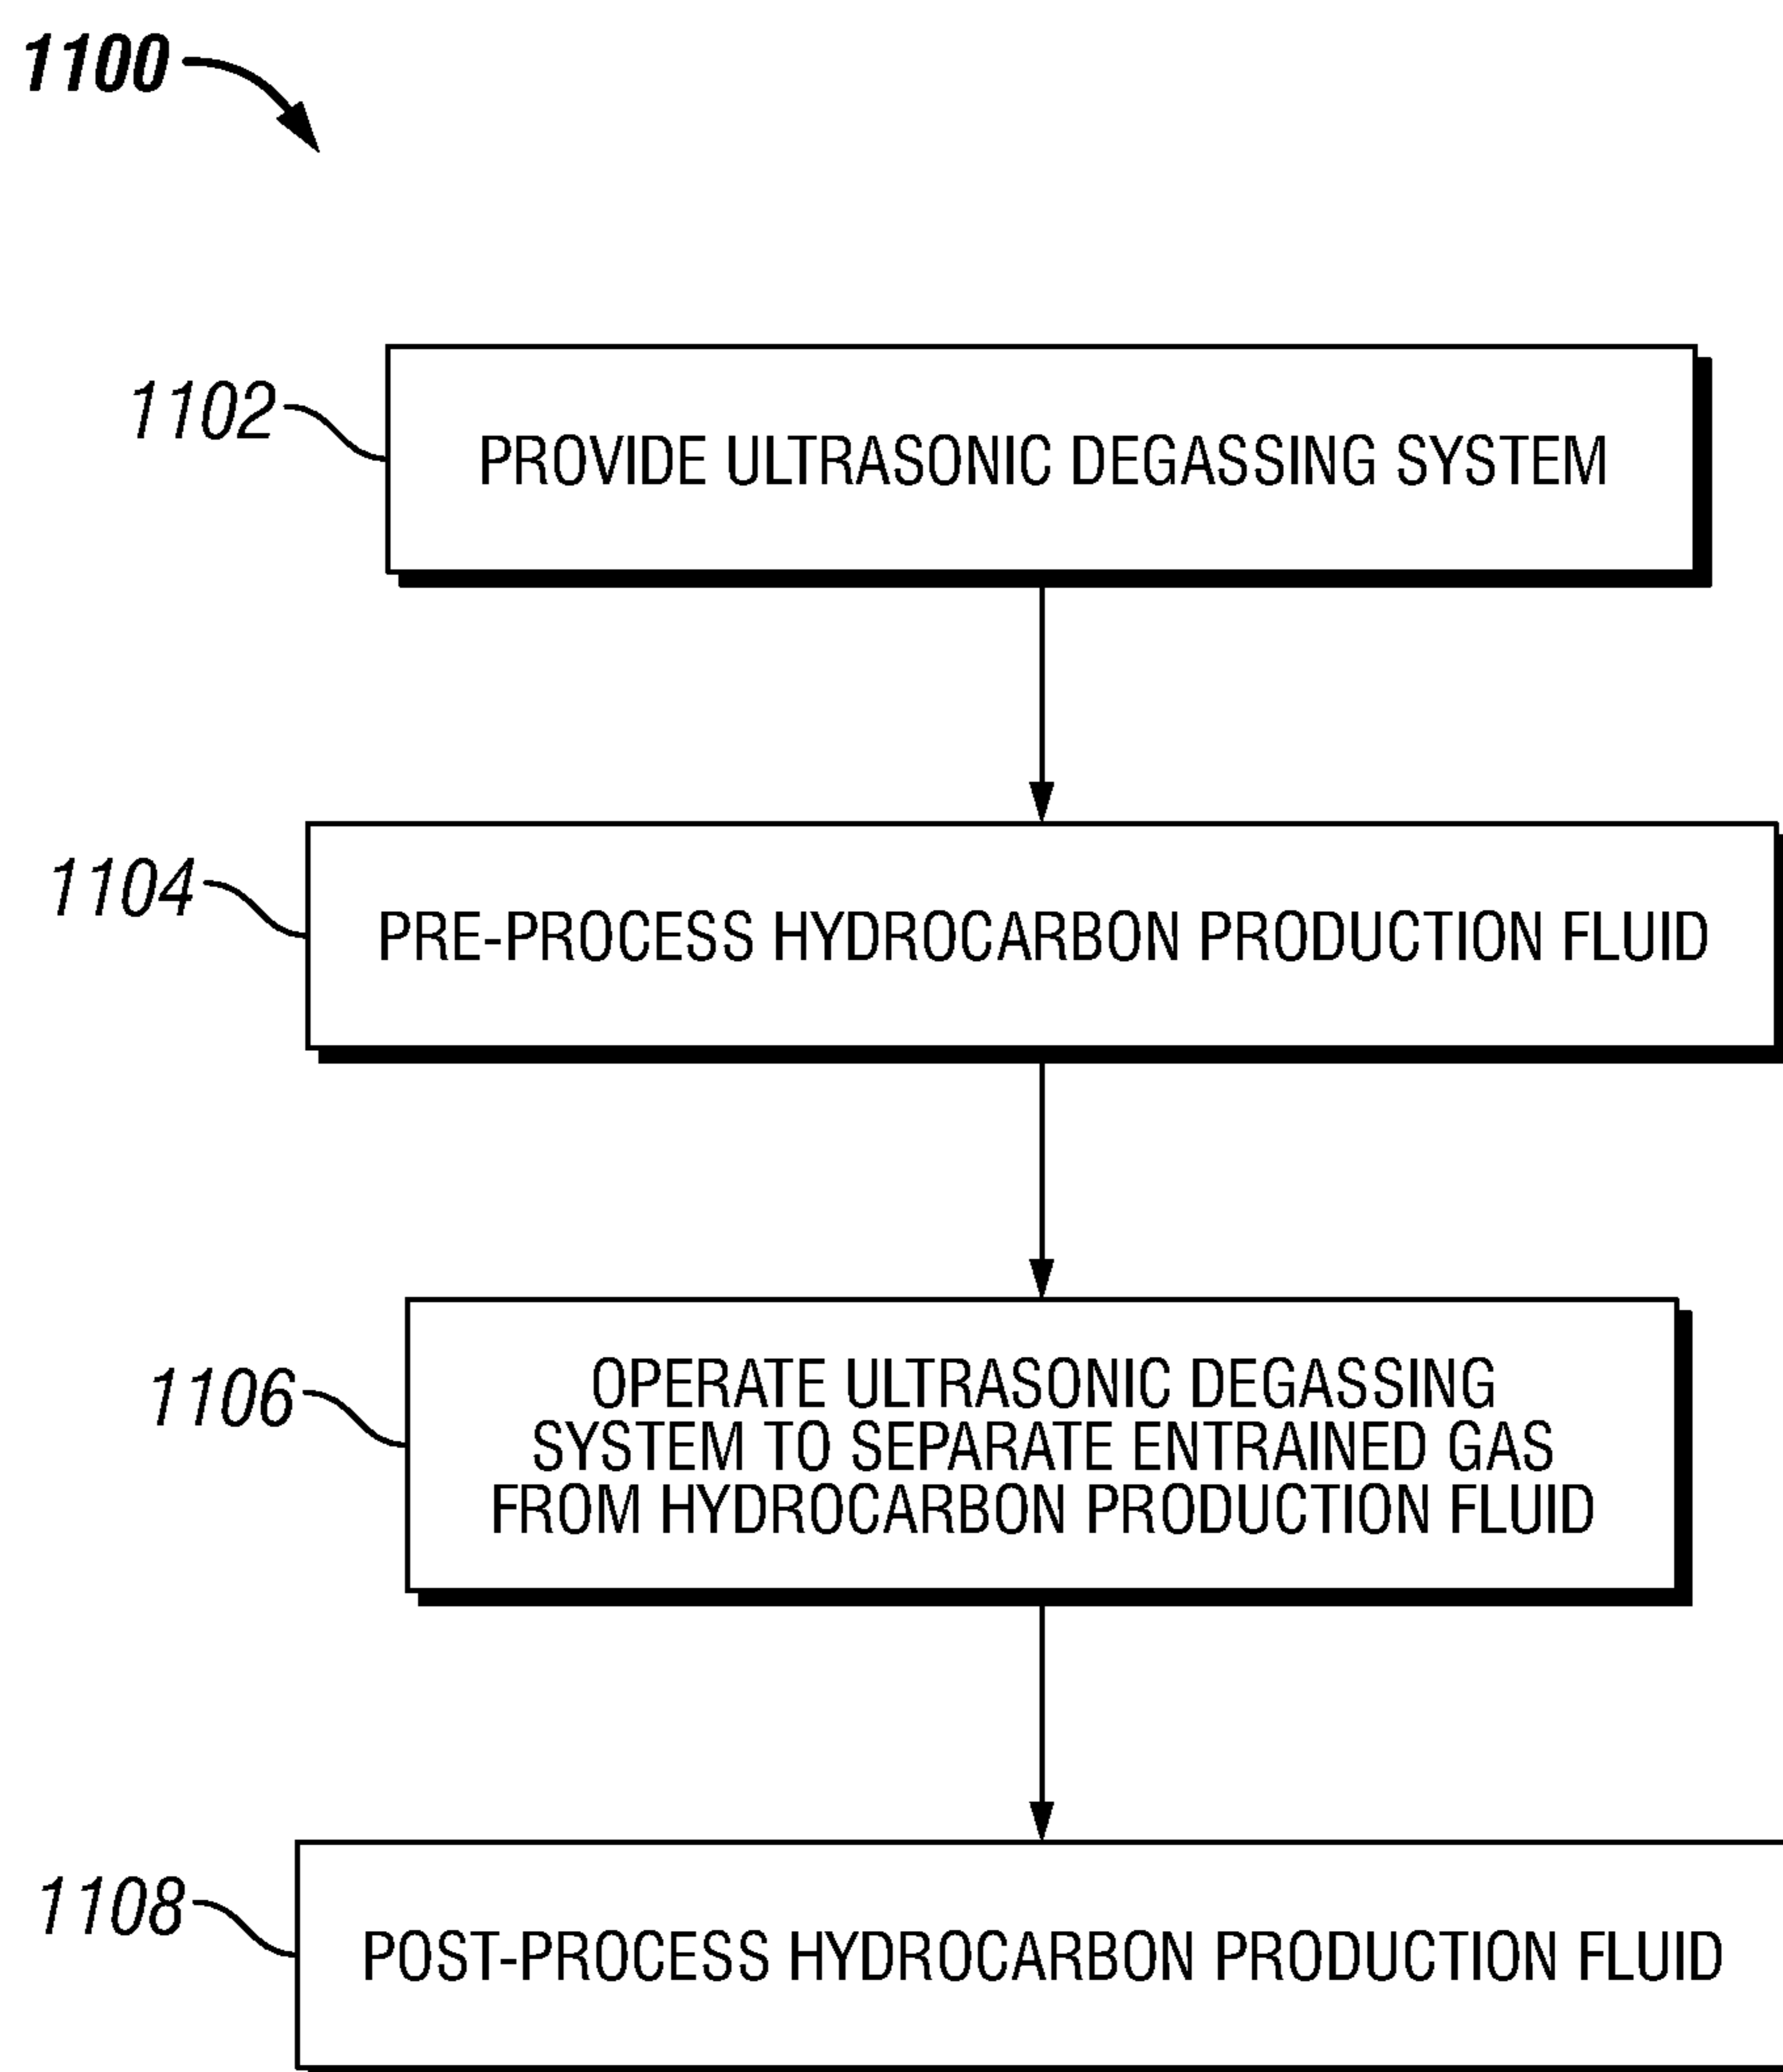 1100
1102
PROVIDE ULTRASONIC DEGASSING SYSTEM
1104
PRE-PROCESS HYDROCARBON PRODUCTION FLUID
1106
OPERATE ULTRASONIC DEGASSING
SYSTEM TO SEPARATE ENTRAINED GAS
FROM HYDROCARBON PRODUCTION FLUID
1108
POST-PROCESS HYDROCARBON PRODUCTION FLUID